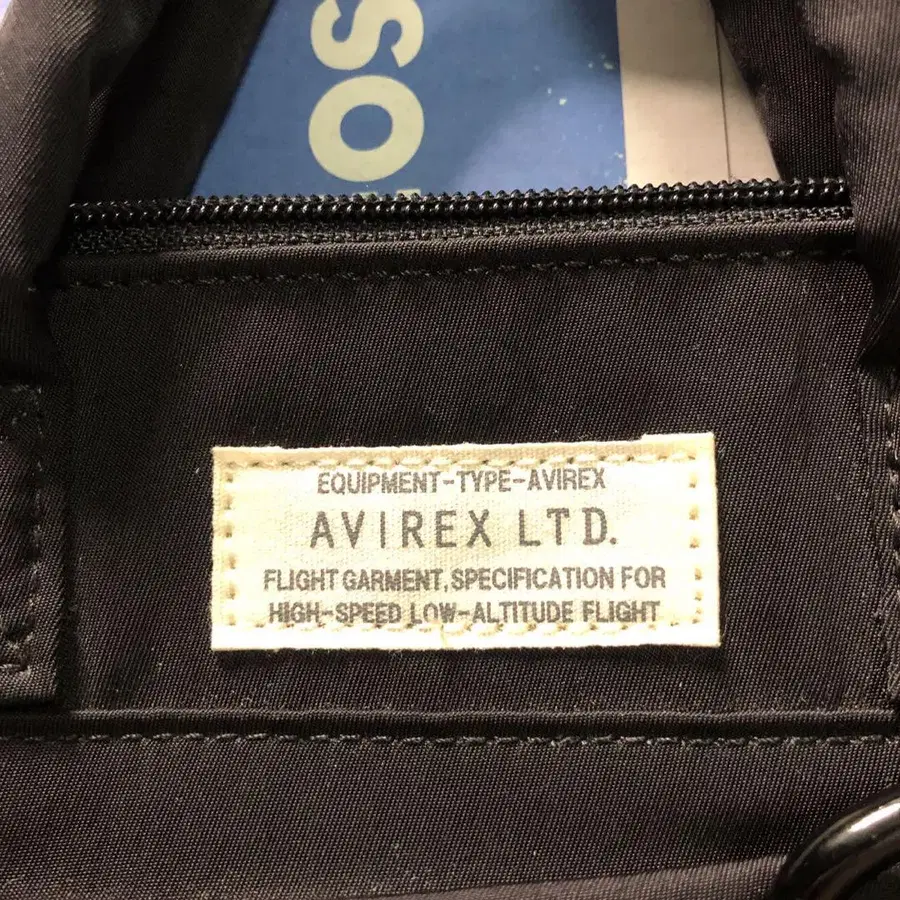 SO
EQUIPMENT-TYPE-AVIREX
AVIREX LTD.
FLIGHT GARMENT, SPECIFICATION FOR
HIGH-SPEED LOW-ALTITUDE FLIGHT